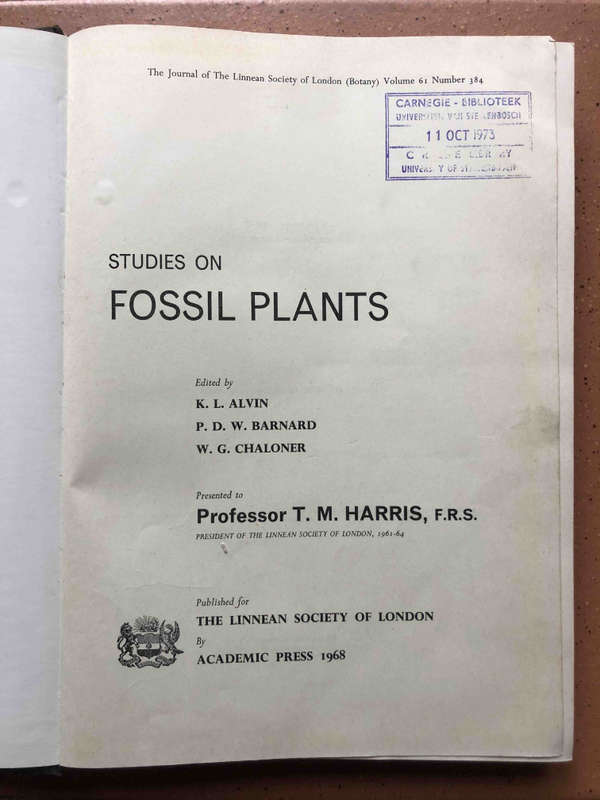 The Journal of The Linnean Society of London (Botany) Volume 61 Number 384
CARNEGIE - BIBLIOTEEK
VAN
11 OCT 1973
OF
STUDIES ON
FOSSIL PLANTS
Edited by
K. L. ALVIN
P. D. W. BARNARD
W. G. CHALONER
Presented to
Professor T. M. HARRIS, F.R.S.
PRESIDENT OF THE LINNEAN SOCIETY OF LONDON, 1961-64
Published for
THE LINNEAN SOCIETY OF LONDON
By
ACADEMIC PRESS 1968